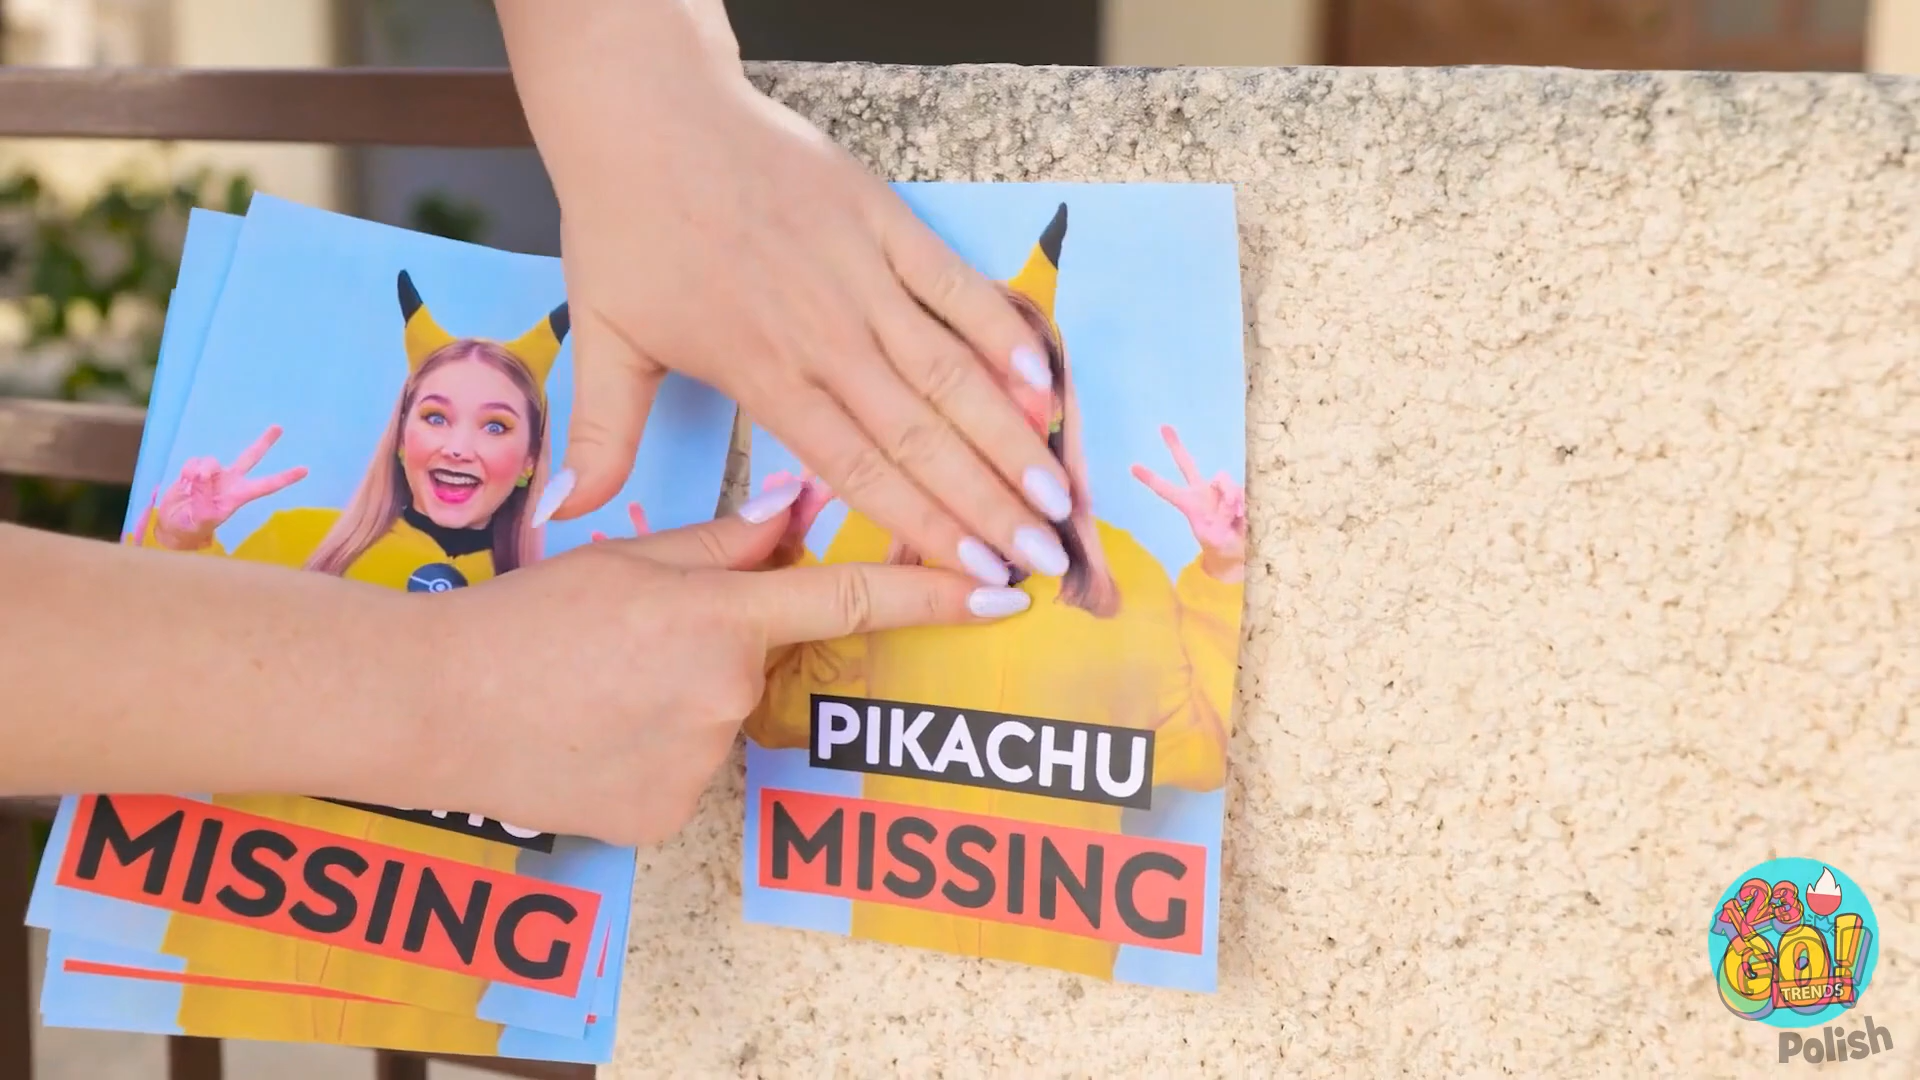 PIKACHU
MISSING
MISSING
123
GO!
TRENDS
Polish